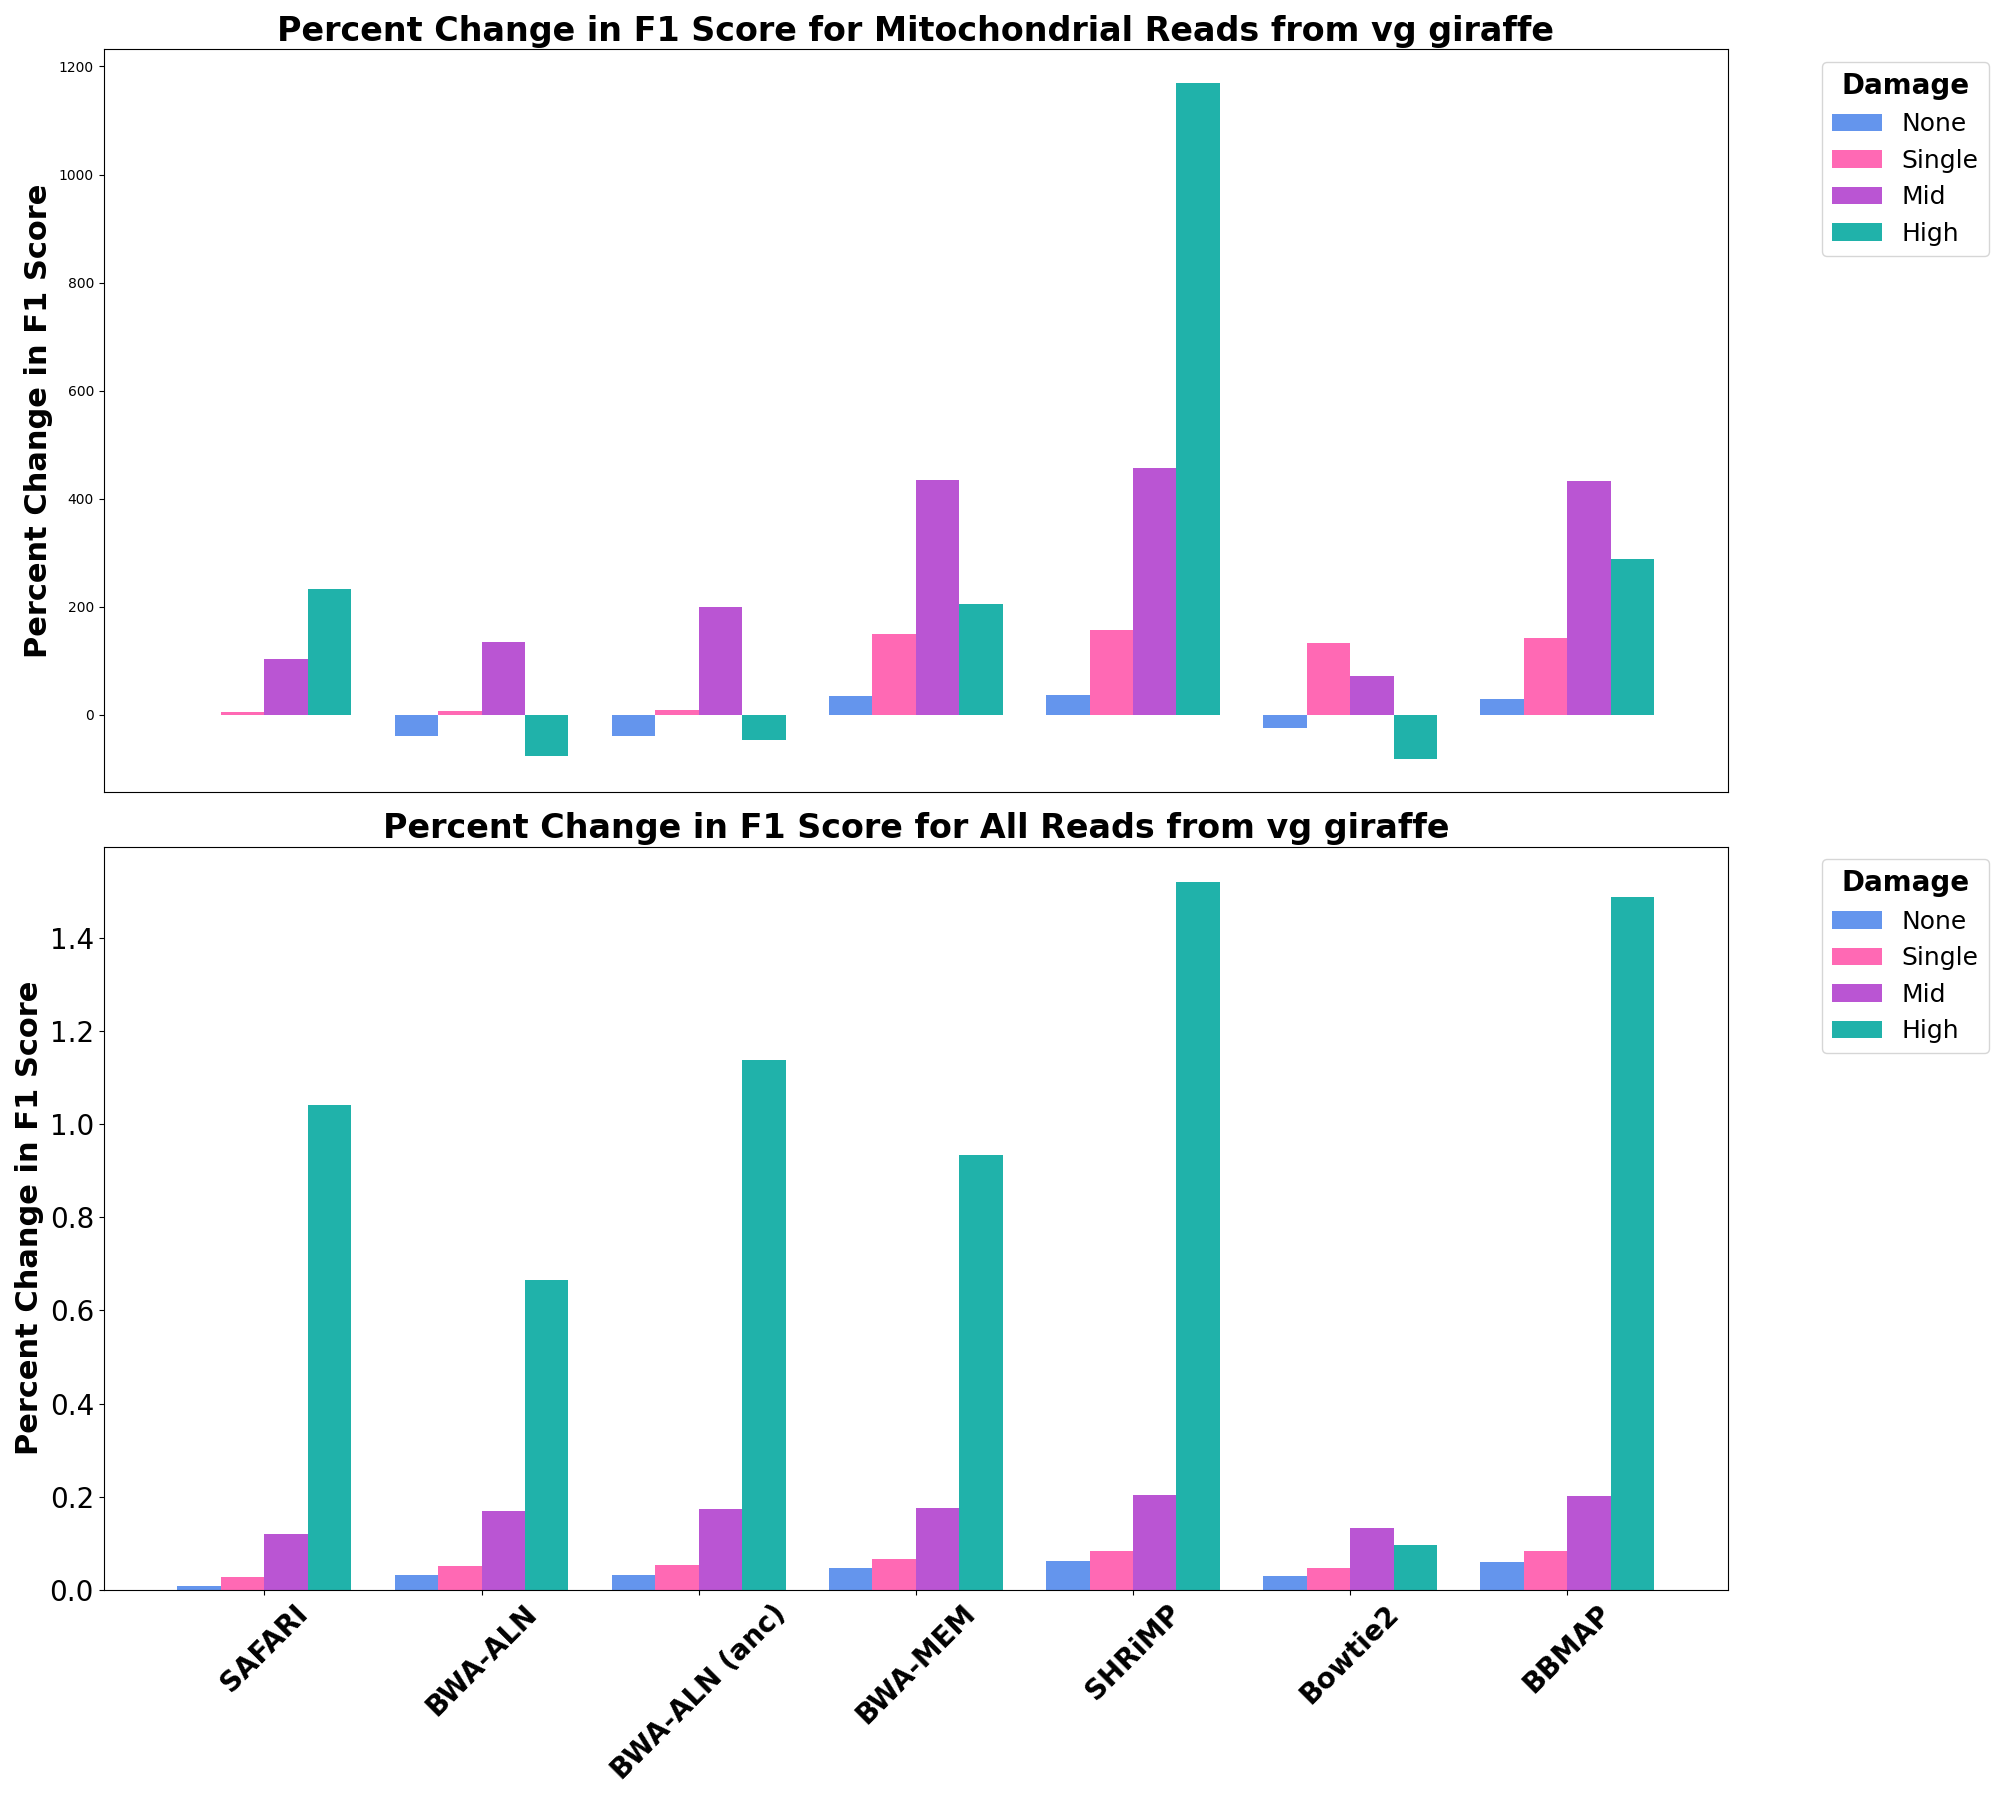 Percent Change in F1 Score for Mitochondrial Reads from vg giraffe
Percent Change in F1 Score
1200
1000
800
600
400
200
0
Damage
None
Single
Mid
High
Percent Change in F1 Score for All Reads from vg giraffe
Percent Change in F1 Score
1.4
1.2
1.0
0.8
0.6
0.4
0.2
0.0
Damage
None
Single
Mid
High
SAFARI
BWA-ALN
BWA-ALN (anc)
BWA-MEM
SHRiMP
Bowtie2
BBMAP